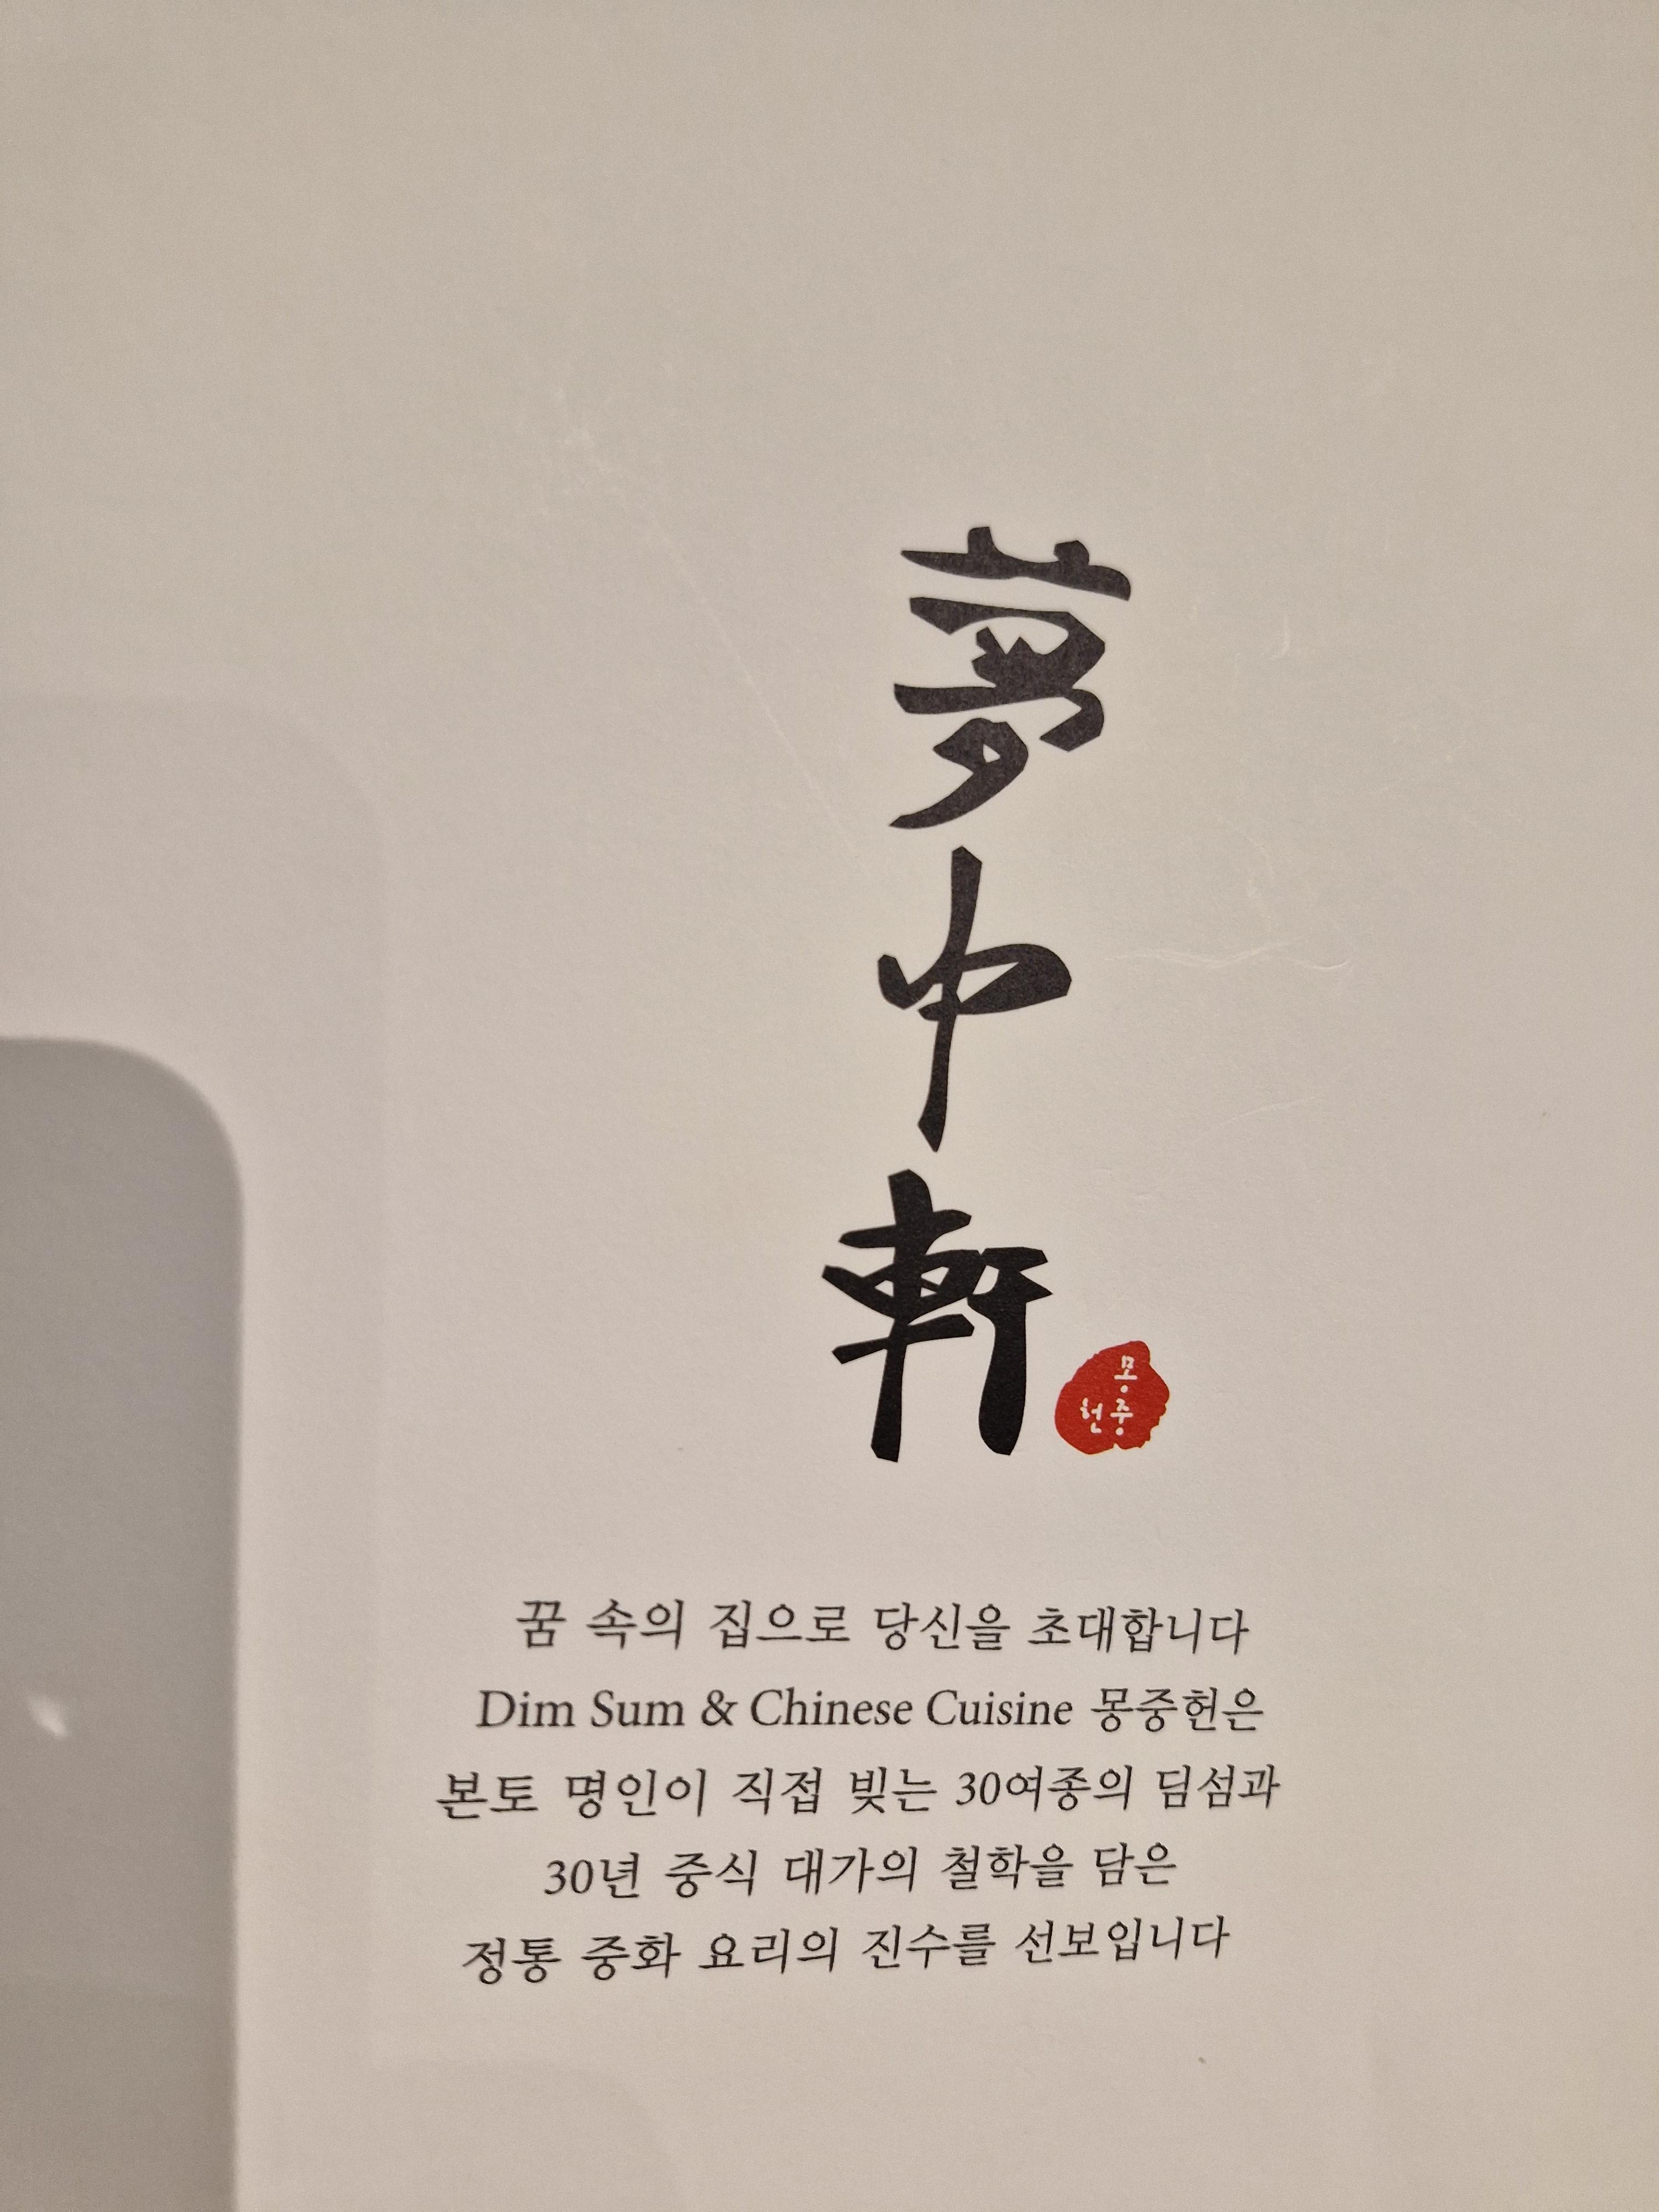 夢中軒
몽중헌
꿈 속의 집으로 당신을 초대합니다
Dim Sum & Chinese Cuisine 몽중헌은
본토 명인이 직접 빚는 30여종의 딤섬과
30년 중식 대가의 철학을 담은
정통 중화 요리의 진수를 선보입니다